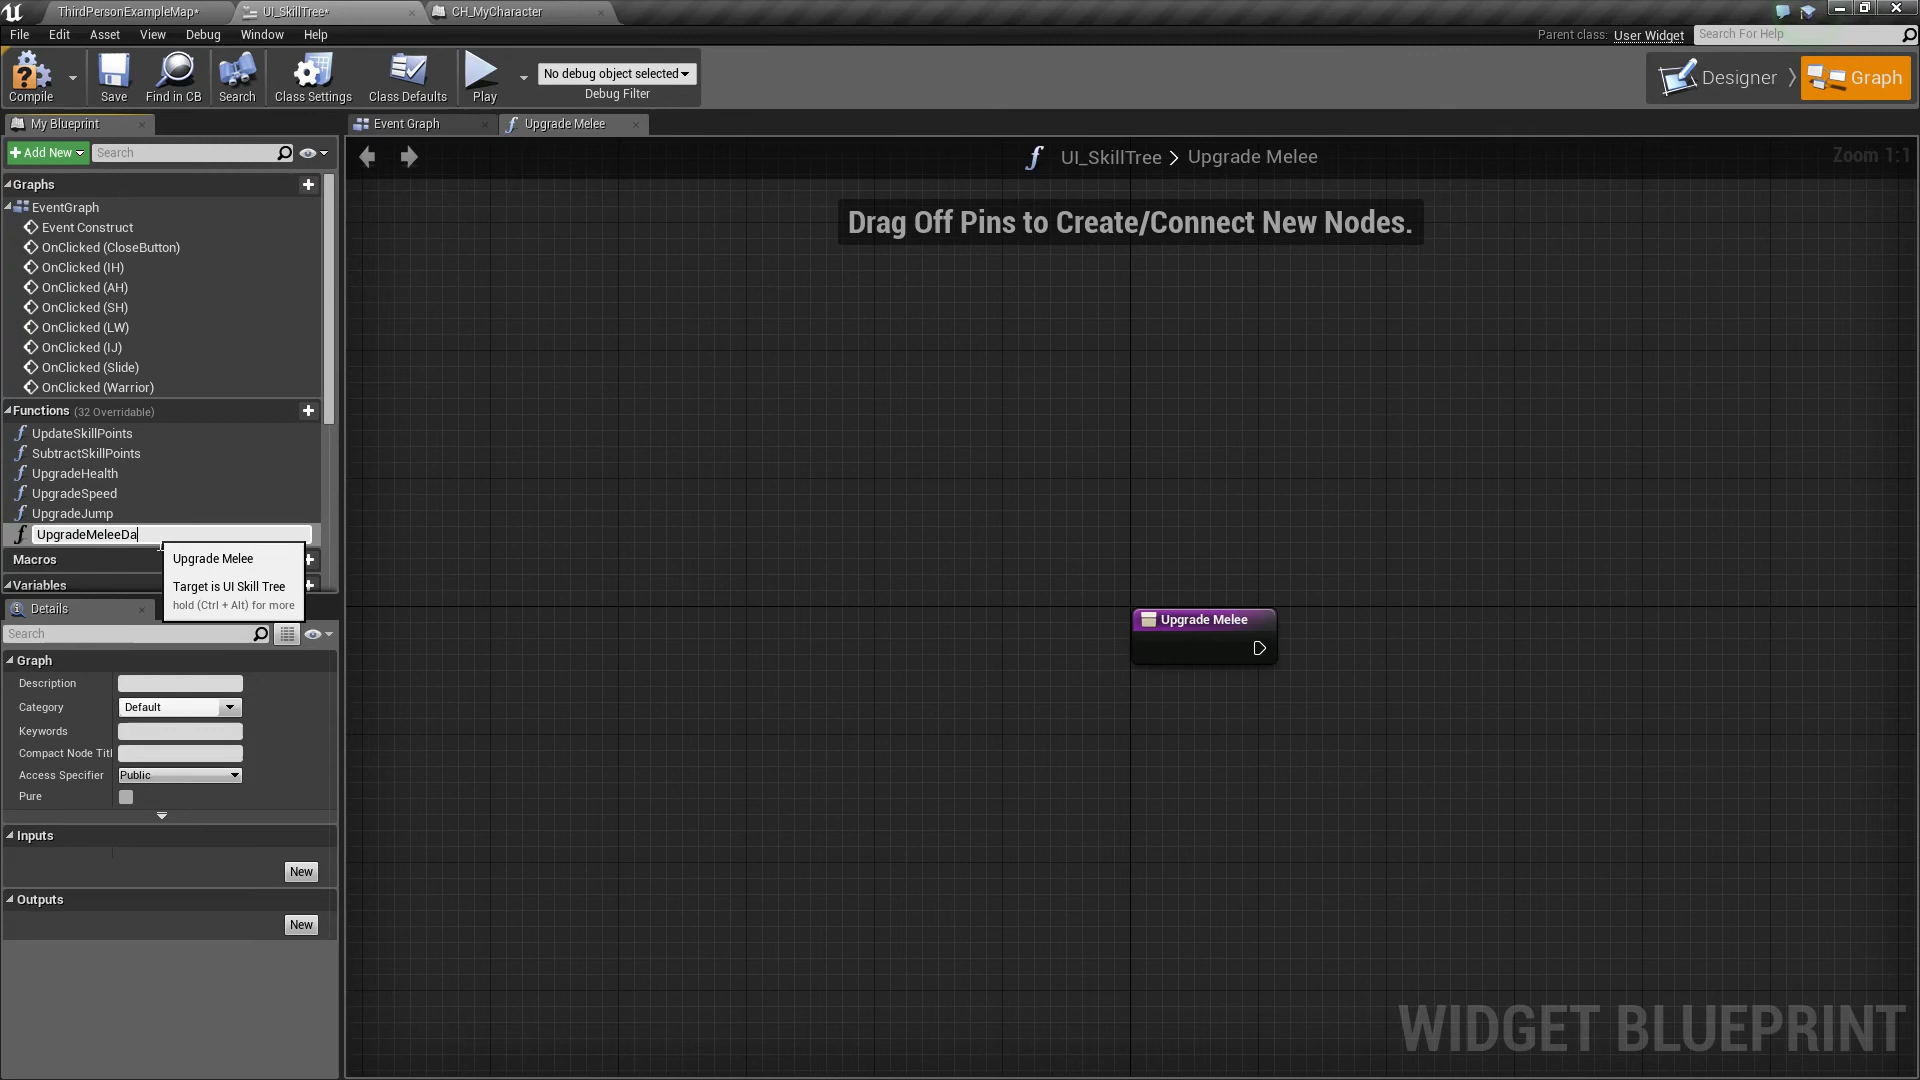 ThirdPersonExampleMap*
UI_SkillTree*
CH_MyCharacter
File Edit Asset View Debug Window Help
Parent class: User Widget
Search For Help
Compile
Save
Find in CB
Search
Class Settings
Class Defaults
Play
No debug object selected
Debug Filter
Designer
Graph
My Blueprint
Event Graph
Upgrade Melee
Add New
Search
UI_SkillTree > Upgrade Melee
Zoom 1:1
Drag Off Pins to Create/Connect New Nodes.
Graphs
EventGraph
Event Construct
OnClicked (CloseButton)
OnClicked (IH)
OnClicked (AH)
OnClicked (SH)
OnClicked (LW)
OnClicked (IJ)
OnClicked (Slide)
OnClicked (Warrior)
Functions (32 Overridable)
UpdateSkillPoints
SubtractSkillPoints
UpgradeHealth
UpgradeSpeed
UpgradeJump
UpgradeMeleeDa
Macros
Variables
Upgrade Melee
Target is UI Skill Tree
hold (Ctrl + Alt) for more
Details
Search
Graph
Description
Category Default
Keywords
Compact Node Titl
Access Specifier Public
Pure
Inputs
New
Outputs
New
Upgrade Melee
WIDGET BLUEPRINT